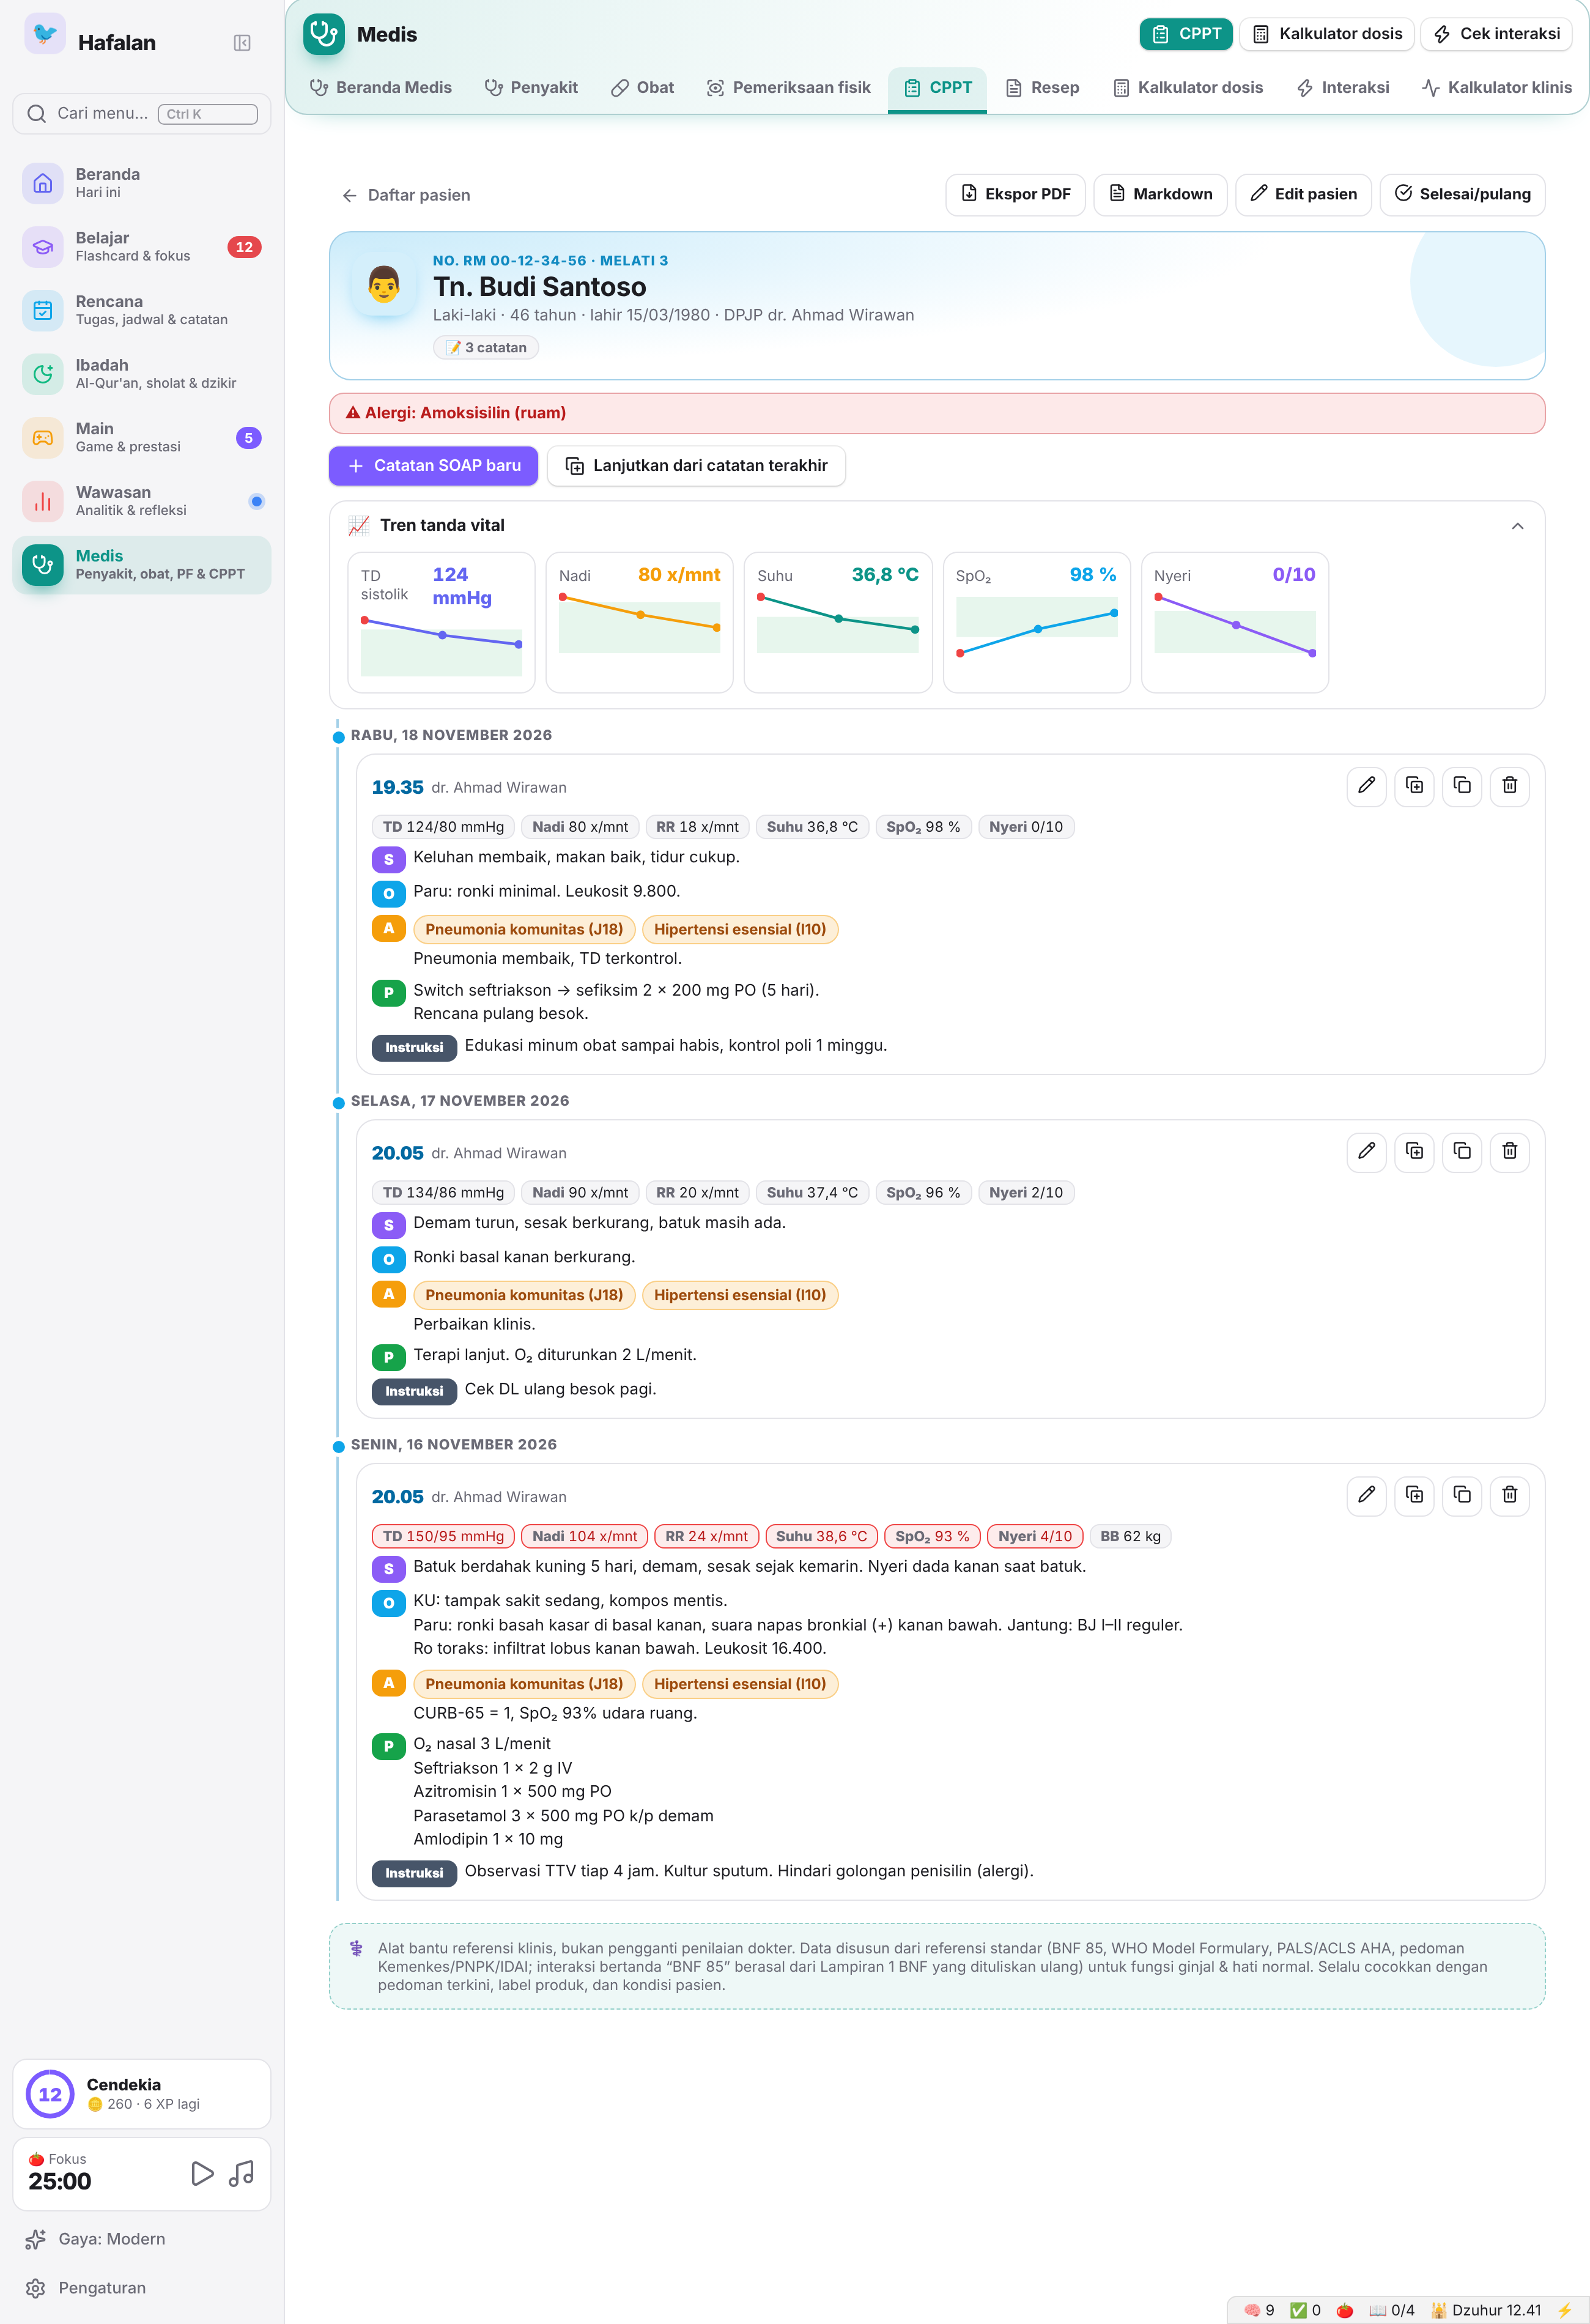 Hafalan
Cari menu... Ctrl K
Beranda
Hari ini
Belajar
Flashcard & fokus
12
Rencana
Tugas, jadwal & catatan
Ibadah
Al-Qur'an, sholat & dzikir
Main
Game & prestasi
5
Wawasan
Analitik & refleksi
Medis
Penyakit, obat, PF & CPPT
12
Cendekia
260 · 6 XP lagi
Fokus
25:00
Gaya: Modern
Pengaturan
Medis
CPPT Kalkulator dosis Cek interaksi
Beranda Medis Penyakit Obat Pemeriksaan fisik CPPT Resep Kalkulator dosis Interaksi Kalkulator klinis
Daftar pasien
Ekspor PDF Markdown Edit pasien Selesai/pulang
NO. RM 00-12-34-56 · MELATI 3
Tn. Budi Santoso
Laki-laki · 46 tahun · lahir 15/03/1980 · DPJP dr. Ahmad Wirawan
3 catatan
Alergi: Amoksisilin (ruam)
Catatan SOAP baru Lanjutkan dari catatan terakhir
Tren tanda vital
TD sistolik 124 mmHg
Nadi 80 x/mnt
Suhu 36,8 °C
SpO₂ 98 %
Nyeri 0/10
RABU, 18 NOVEMBER 2026
19.35 dr. Ahmad Wirawan
TD 124/80 mmHg Nadi 80 x/mnt RR 18 x/mnt Suhu 36,8 °C SpO₂ 98 % Nyeri 0/10
S Keluhan membaik, makan baik, tidur cukup.
O Paru: ronki minimal. Leukosit 9.800.
A Pneumonia komunitas (J18) Hipertensi esensial (I10)
Pneumonia membaik, TD terkontrol.
P Switch seftriakson → sefiksim 2 × 200 mg PO (5 hari).
Rencana pulang besok.
Instruksi Edukasi minum obat sampai habis, kontrol poli 1 minggu.
SELASA, 17 NOVEMBER 2026
20.05 dr. Ahmad Wirawan
TD 134/86 mmHg Nadi 90 x/mnt RR 20 x/mnt Suhu 37,4 °C SpO₂ 96 % Nyeri 2/10
S Demam turun, sesak berkurang, batuk masih ada.
O Ronki basal kanan berkurang.
A Pneumonia komunitas (J18) Hipertensi esensial (I10)
Perbaikan klinis.
P Terapi lanjut. O₂ diturunkan 2 L/menit.
Instruksi Cek DL ulang besok pagi.
SENIN, 16 NOVEMBER 2026
20.05 dr. Ahmad Wirawan
TD 150/95 mmHg Nadi 104 x/mnt RR 24 x/mnt Suhu 38,6 °C SpO₂ 93 % Nyeri 4/10 BB 62 kg
S Batuk berdahak kuning 5 hari, demam, sesak sejak kemarin. Nyeri dada kanan saat batuk.
O KU: tampak sakit sedang, kompos mentis.
Paru: ronki basah kasar di basal kanan, suara napas bronkial (+) kanan bawah. Jantung: BJ I–II reguler.
Ro toraks: infiltrat lobus kanan bawah. Leukosit 16.400.
A Pneumonia komunitas (J18) Hipertensi esensial (I10)
CURB-65 = 1, SpO₂ 93% udara ruang.
P O₂ nasal 3 L/menit
Seftriakson 1 × 2 g IV
Azitromisin 1 × 500 mg PO
Parasetamol 3 × 500 mg PO k/p demam
Amlodipin 1 × 10 mg
Instruksi Observasi TTV tiap 4 jam. Kultur sputum. Hindari golongan penisilin (alergi).
Alat bantu referensi klinis, bukan pengganti penilaian dokter. Data disusun dari referensi standar (BNF 85, WHO Model Formulary, PALS/ACLS AHA, pedoman
Kemenkes/PNPK/IDAI; interaksi bertanda “BNF 85” berasal dari Lampiran 1 BNF yang dituliskan ulang) untuk fungsi ginjal & hati normal. Selalu cocokkan dengan
pedoman terkini, label produk, dan kondisi pasien.
9 0 0/4 Dzuhur 12.41